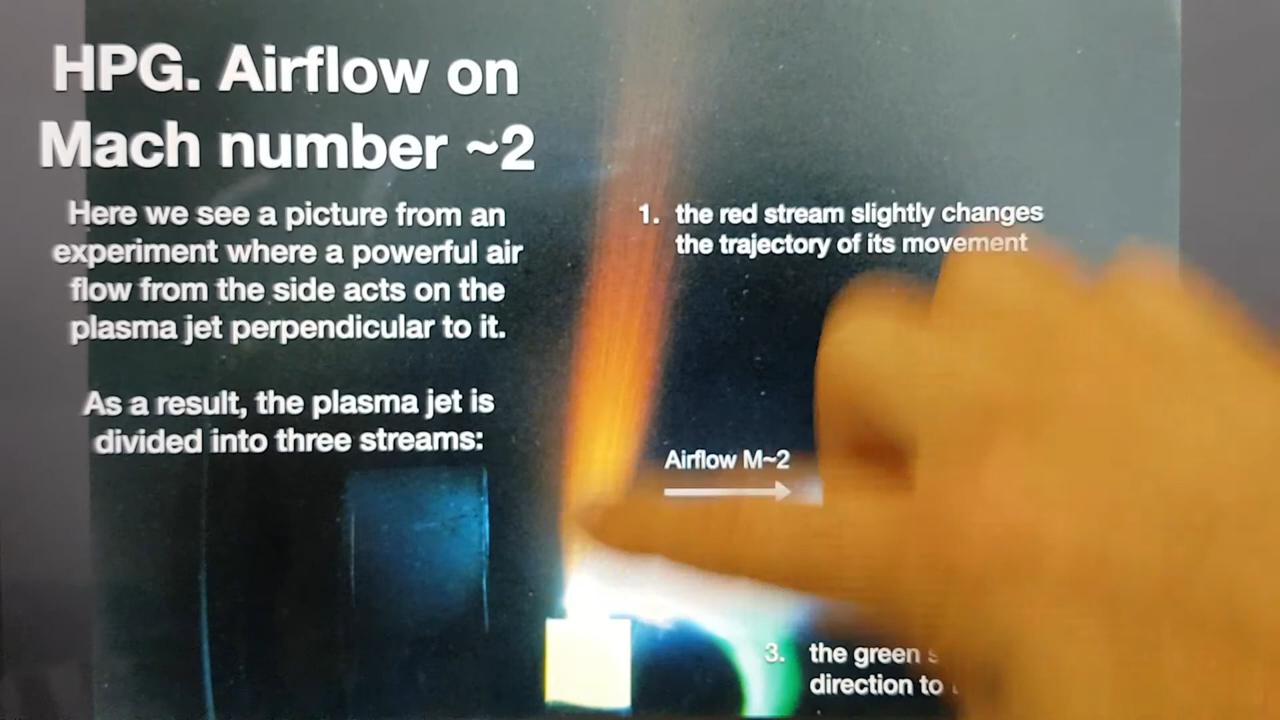 HPG. Airflow on
Mach number ~2
Here we see a picture from an
experiment where a powerful air
flow from the side acts on the
plasma jet perpendicular to it.
As a result, the plasma jet is
divided into three streams:
1. the red stream slightly changes
the trajectory of its movement
Airflow M~2
3. the green
direction to